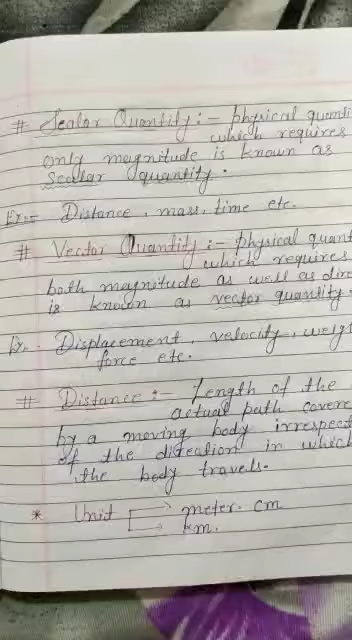 # Scalar Quantity :- physical quanti
which requires
only magnitude is known as
scalar quantity.
Ex:- Distance, mass, time etc.
# Vector Quantity :- physical quant
which requires
both magnitude as well as dire
is known as vector quantity.
Ex:- Displacement, velocity, weigh
force etc.
# Distance :- Length of the
actual path covere
by a moving body irrespect
of the direction in which
the body travels.
* Unit → meter. cm
→ km.